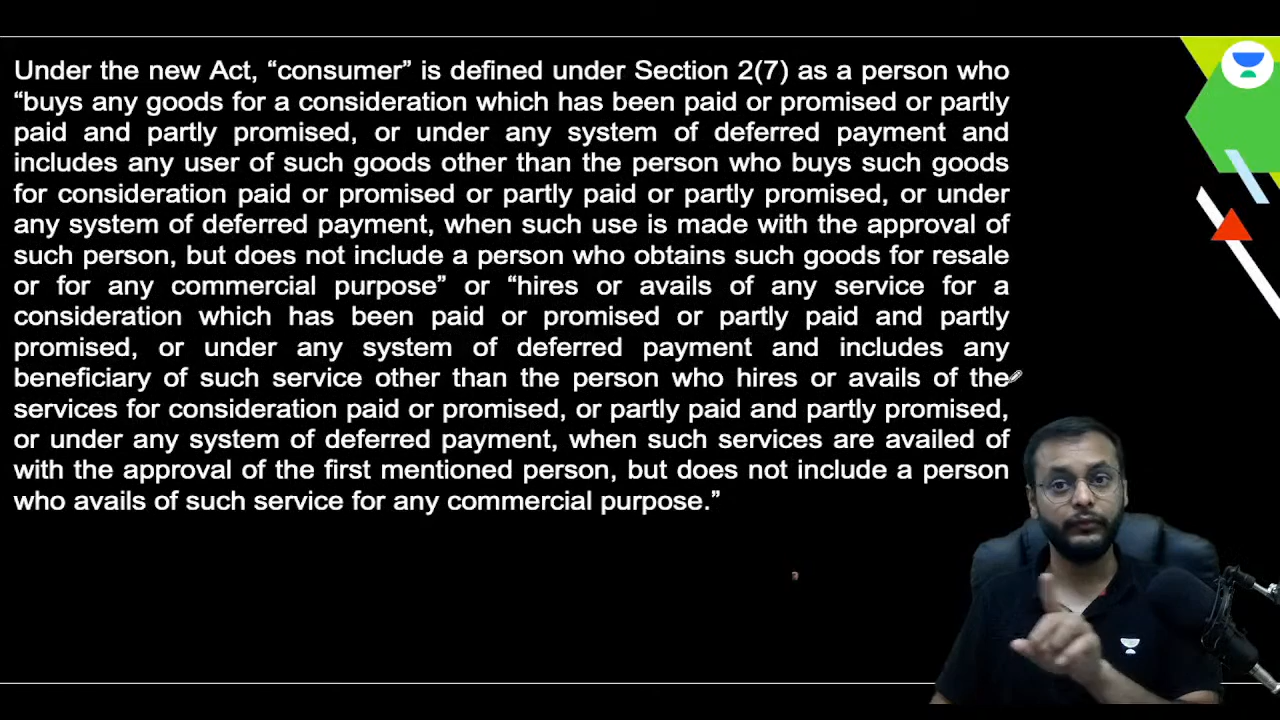 Under the new Act, “consumer” is defined under Section 2(7) as a person who
“buys any goods for a consideration which has been paid or promised or partly
paid and partly promised, or under any system of deferred payment and
includes any user of such goods other than the person who buys such goods
for consideration paid or promised or partly paid or partly promised, or under
any system of deferred payment, when such use is made with the approval of
such person, but does not include a person who obtains such goods for resale
or for any commercial purpose” or “hires or avails of any service for a
consideration which has been paid or promised or partly paid and partly
promised, or under any system of deferred payment and includes any
beneficiary of such service other than the person who hires or avails of the
services for consideration paid or promised, or partly paid and partly promised,
or under any system of deferred payment, when such services are availed of
with the approval of the first mentioned person, but does not include a person
who avails of such service for any commercial purpose.”